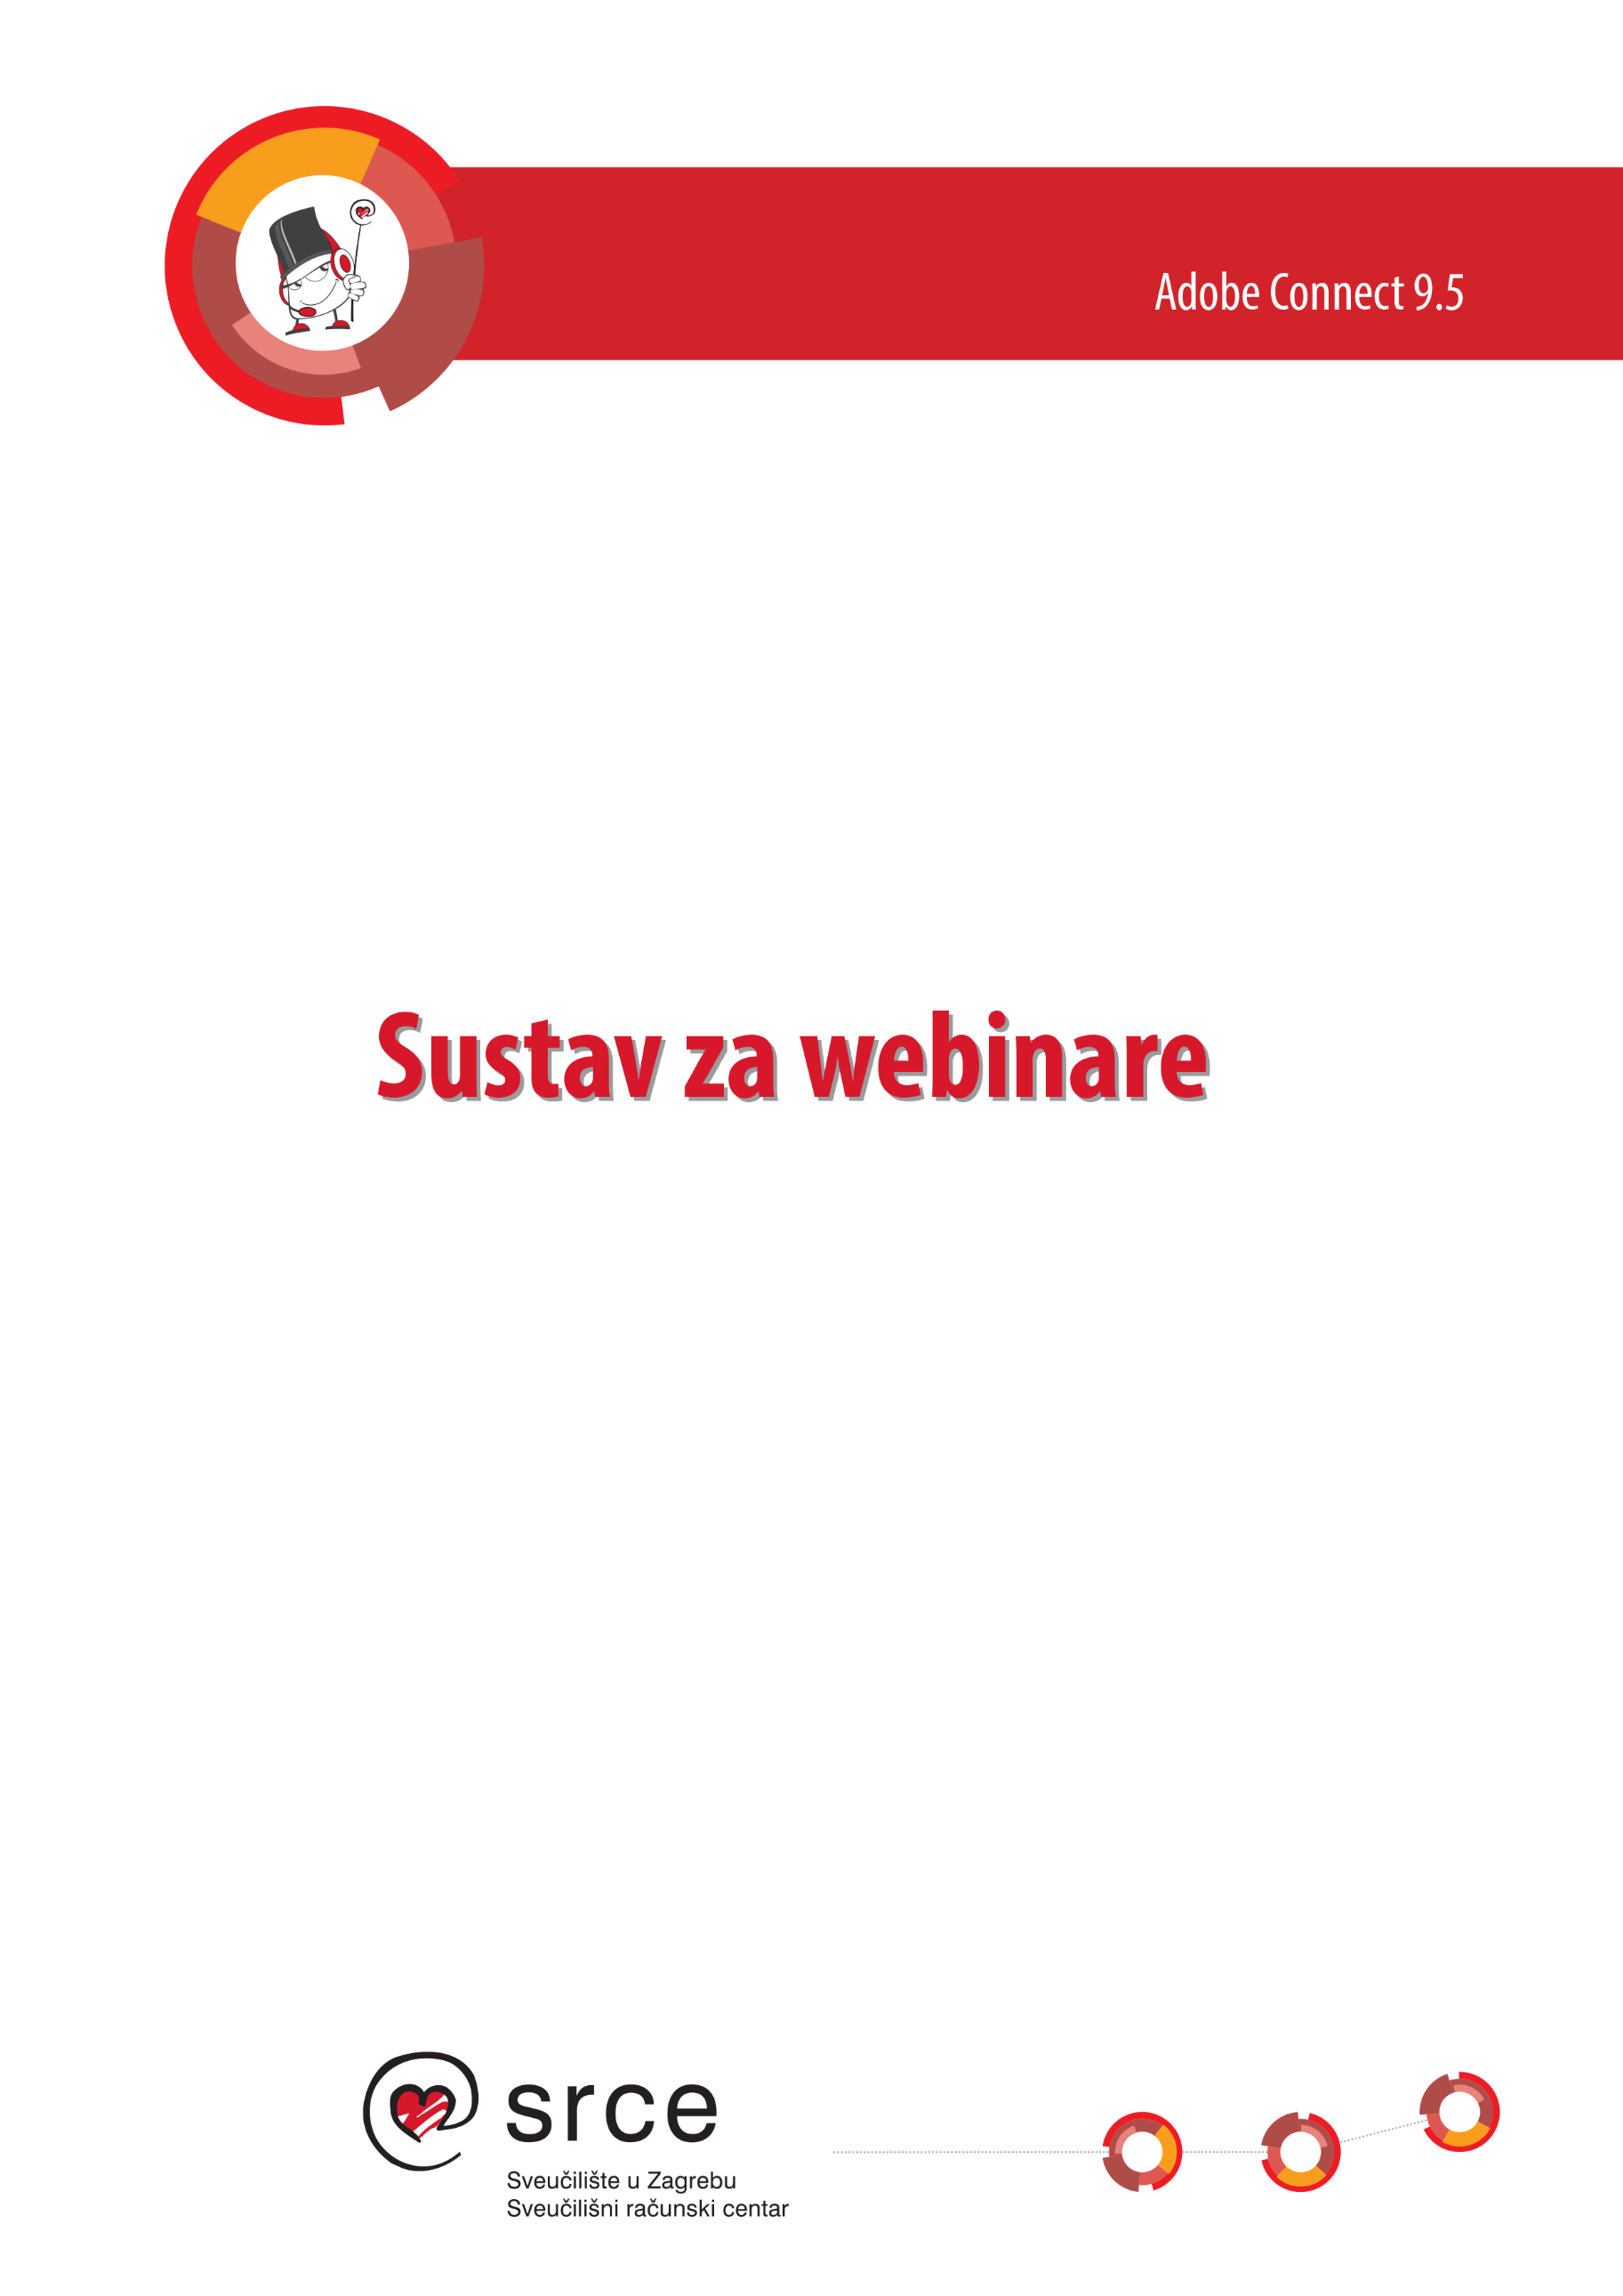 Adobe Connect 9.5
Sustav za webinare
srce
Sveučilište u Zagrebu
Sveučilišni računski centar